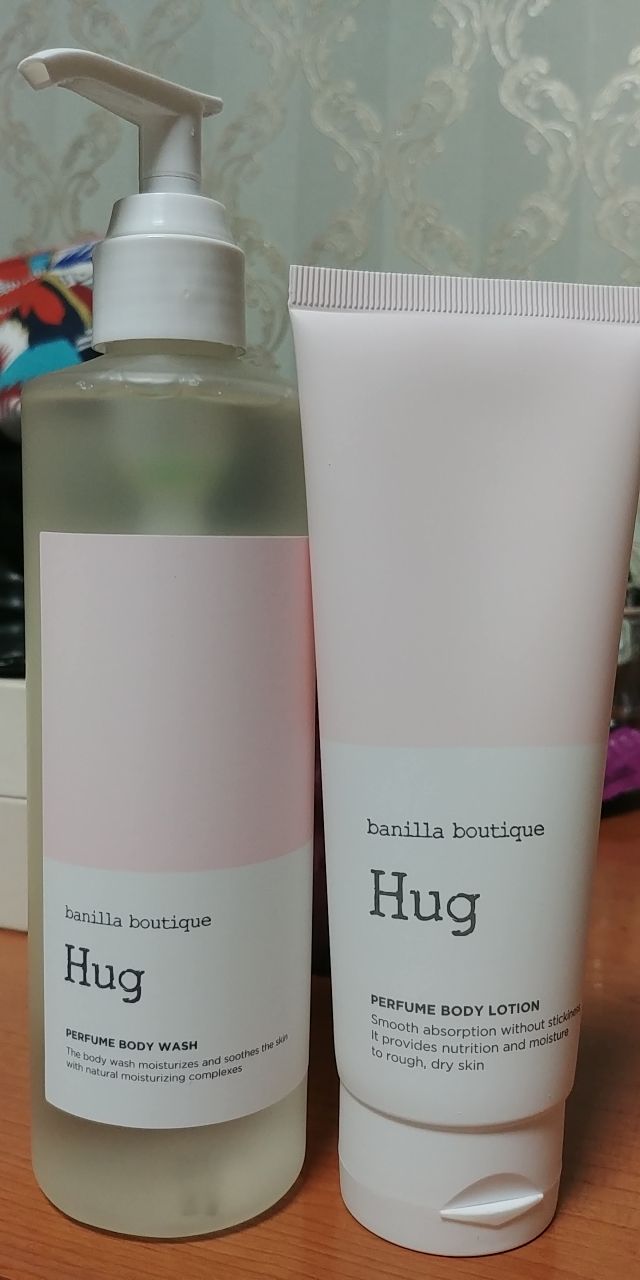 banilla boutique
Hug
PERFUME BODY WASH
The body wash moisturizes and soothes the skin
with natural moisturizing complexes
banilla boutique
Hug
PERFUME BODY LOTION
Smooth absorption without stickiness.
It provides nutrition and moisture
to rough, dry skin